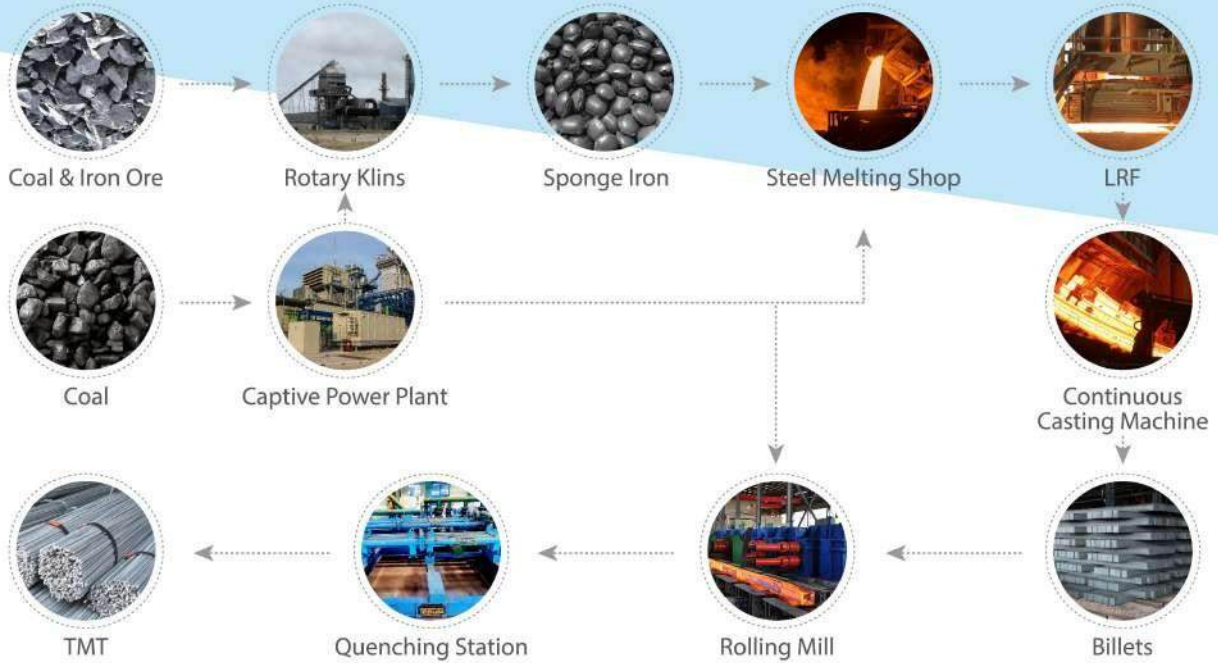 Coal & Iron Ore
Rotary Klins
Sponge Iron
Steel Melting Shop
LRF
Coal
Captive Power Plant
Continuous
Casting Machine
TMT
Quenching Station
Rolling Mill
Billets